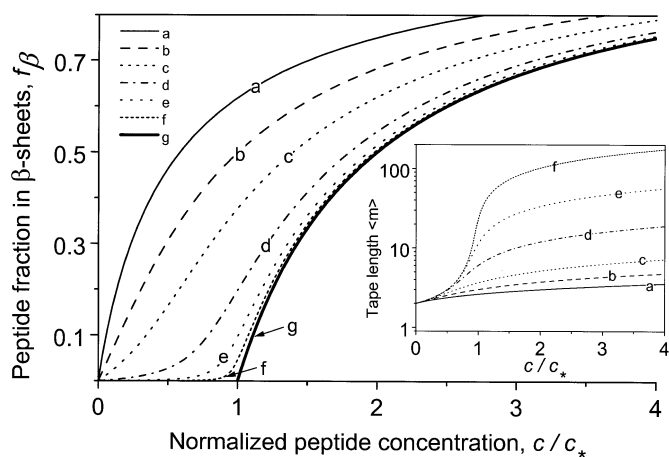 a
b
c
d
e
f
g
Peptide fraction in β-sheets, fβ
0.7
0.5
0.3
0.1
0
1
2
3
4
Normalized peptide concentration, c / c*
a
b
c
d
e
f
g
Tape length <m>
100
10
1
0
1
2
3
4
c / c*
f
e
d
c
b
a